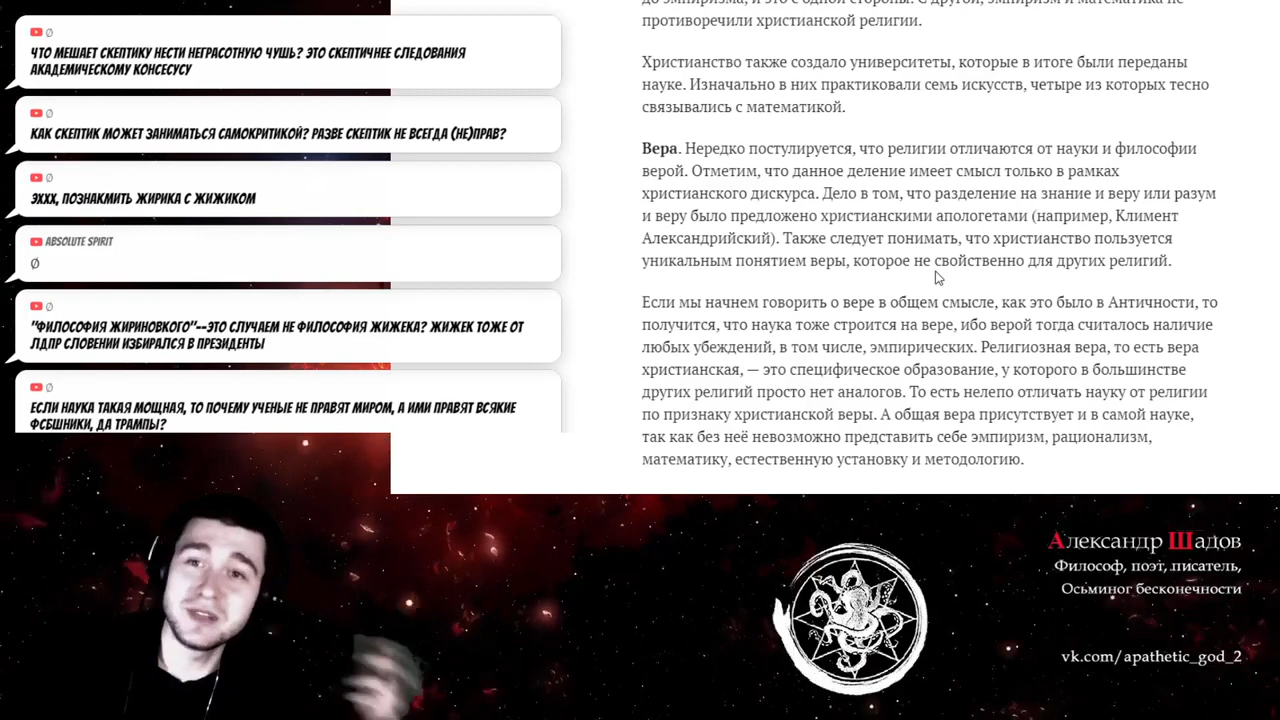 Ø
ЧТО МЕШАЕТ СКЕПТИКУ НЕСТИ НЕГРАСОТНУЮ ЧУШЬ? ЭТО СКЕПТИЧНЕЕ СЛЕДОВАНИЯ
АКАДЕМИЧЕСКОМУ КОНСЕСУСУ
Ø
КАК СКЕПТИК МОЖЕТ ЗАНИМАТЬСЯ САМОКРИТИКОЙ? РАЗВЕ СКЕПТИК НЕ ВСЕГДА (НЕ)ПРАВ?
Ø
ЭХХХ, ПОЗНАКМИТЬ ЖИРИКА С ЖИЖИКОМ
ABSOLUTE SPIRIT
Ø
Ø
"ФИЛОСОФИЯ ЖИРИНОВКОГО"--ЭТО СЛУЧАЕМ НЕ ФИЛОСОФИЯ ЖИЖЕКА? ЖИЖЕК ТОЖЕ ОТ
ЛДПР СЛОВЕНИИ ИЗБИРАЛСЯ В ПРЕЗИДЕНТЫ
Ø
ЕСЛИ НАУКА ТАКАЯ МОЩНАЯ, ТО ПОЧЕМУ УЧЕНЫЕ НЕ ПРАВЯТ МИРОМ, А ИМИ ПРАВЯТ ВСЯКИЕ
ФСБШНИКИ, ДА ТРАМПЫ?
до эмпиризма, и это с одной стороны. С другой, эмпиризм и математика не
противоречили христианской религии.
Христианство также создало университеты, которые в итоге были переданы
науке. Изначально в них практиковали семь искусств, четыре из которых тесно
связывались с математикой.
Вера. Нередко постулируется, что религии отличаются от науки и философии
верой. Отметим, что данное деление имеет смысл только в рамках
христианского дискурса. Дело в том, что разделение на знание и веру или разум
и веру было предложено христианскими апологетами (например, Климент
Александрийский). Также следует понимать, что христианство пользуется
уникальным понятием веры, которое не свойственно для других религий.
Если мы начнем говорить о вере в общем смысле, как это было в Античности, то
получится, что наука тоже строится на вере, ибо верой тогда считалось наличие
любых убеждений, в том числе, эмпирических. Религиозная вера, то есть вера
христианская, — это специфическое образование, у которого в большинстве
других религий просто нет аналогов. То есть нелепо отличать науку от религии
по признаку христианской веры. А общая вера присутствует и в самой науке,
так как без неё невозможно представить себе эмпиризм, рационализм,
математику, естественную установку и методологию.
Александр Шадов
Философ, поэт, писатель,
Осьминог бесконечности
vk.com/apathetic_god_2